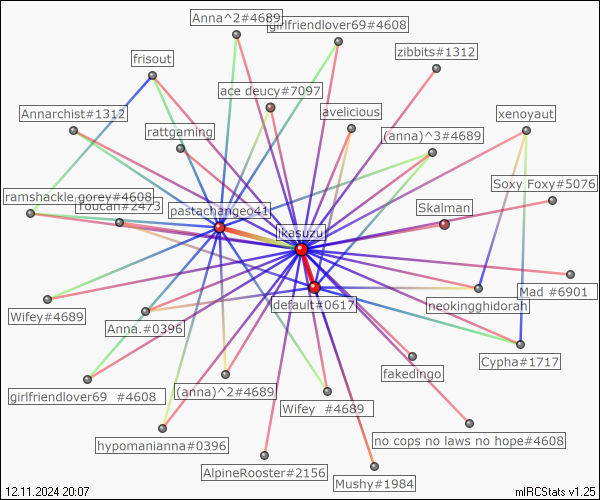 Anna^2#4689
girlfriendlover69#4608
zibbits#1312
frisout
ace deucy#7097
Annarchist#1312
avelicious
xenoyaut
rattgaming
(anna)^3#4689
Soxy Foxy#5076
ramshackle gorey#4608
Toucan#2473
pastachangeo41
Skalman
ikasuzu
Mad #6901
default#0617
neokingghidorah
Wifey#4689
Anna.#0396
Cypha#1717
fakedingo
girlfriendlover69 #4608
(anna)^2#4689
Wifey #4689
hypomanianna#0396
no cops no laws no hope#4608
AlpineRooster#2156
Mushy#1984
12.11.2024 20:07
mIRCStats v1.25